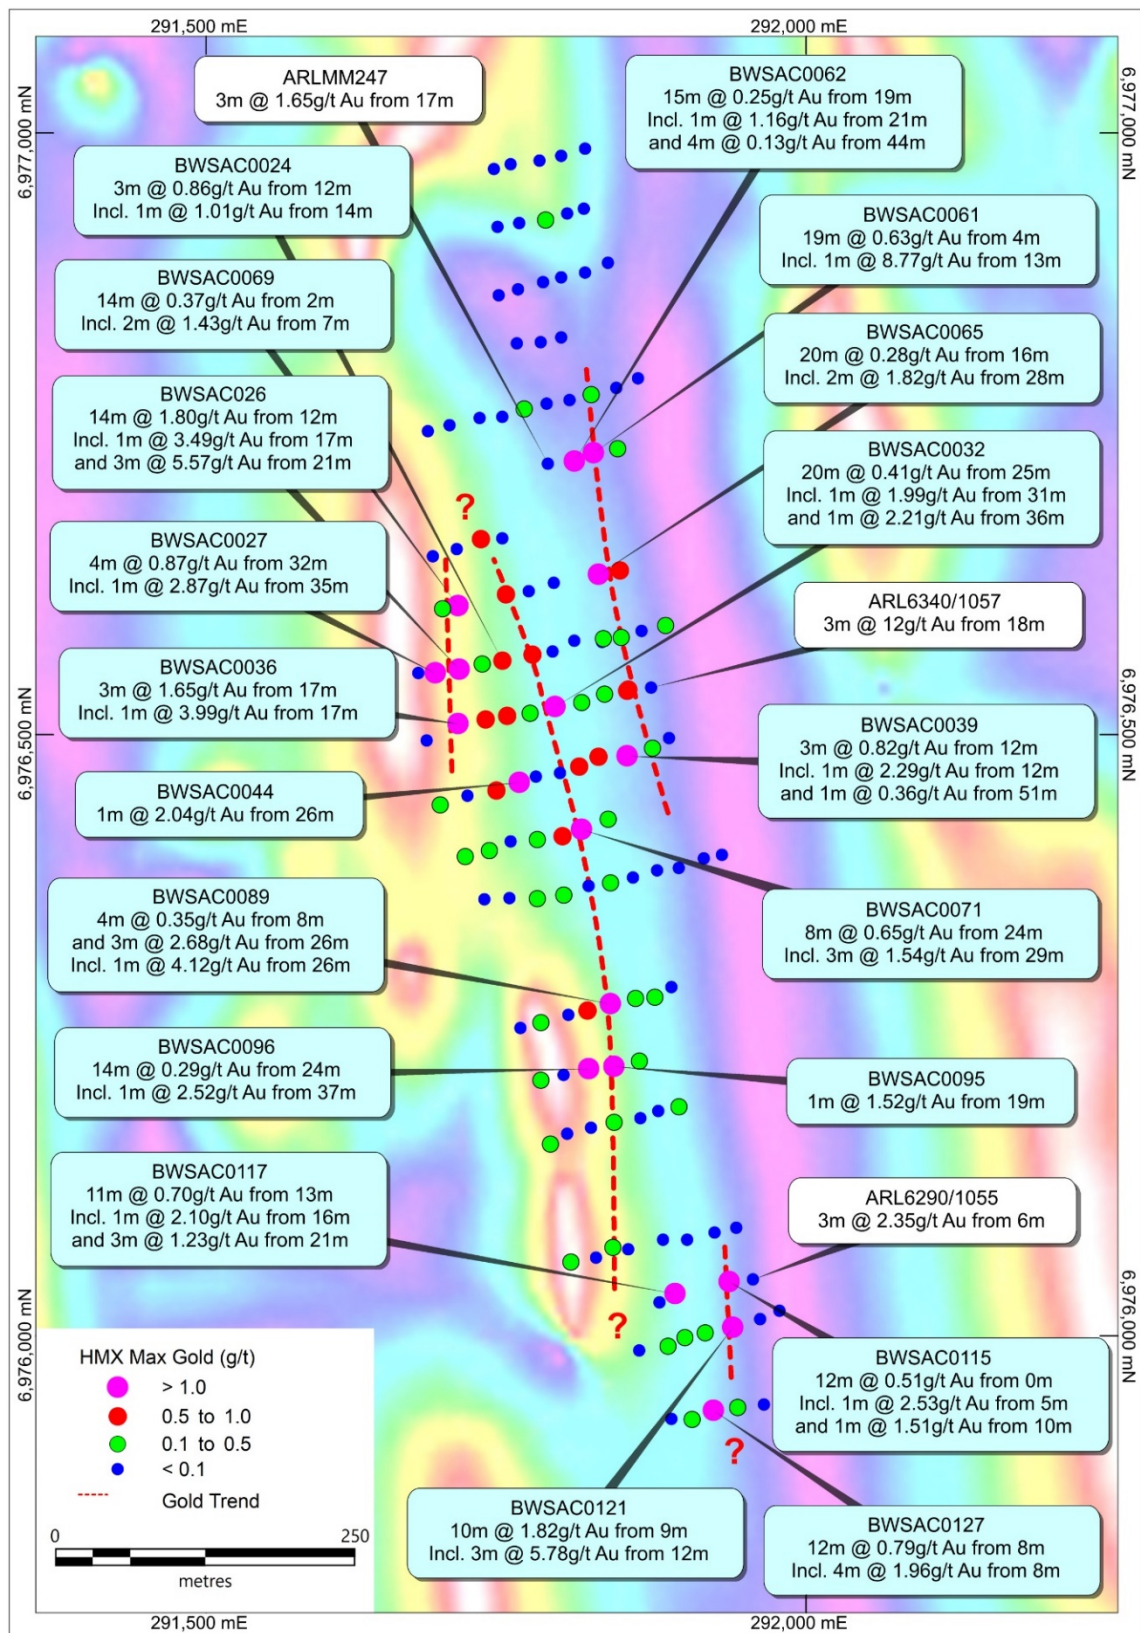 291,500 mE
292,000 mE
6,977,000 mN
6,977,000 mN
ARLMM247
3m @ 1.65g/t Au from 17m
BWSAC0062
15m @ 0.25g/t Au from 19m
Incl. 1m @ 1.16g/t Au from 21m
and 4m @ 0.13g/t Au from 44m
BWSAC0024
3m @ 0.86g/t Au from 12m
Incl. 1m @ 1.01g/t Au from 14m
BWSAC0061
19m @ 0.63g/t Au from 4m
Incl. 1m @ 8.77g/t Au from 13m
BWSAC0069
14m @ 0.37g/t Au from 2m
Incl. 2m @ 1.43g/t Au from 7m
BWSAC0065
20m @ 0.28g/t Au from 16m
Incl. 2m @ 1.82g/t Au from 28m
BWSAC026
14m @ 1.80g/t Au from 12m
Incl. 1m @ 3.49g/t Au from 17m
and 3m @ 5.57g/t Au from 21m
BWSAC0032
20m @ 0.41g/t Au from 25m
Incl. 1m @ 1.99g/t Au from 31m
and 1m @ 2.21g/t Au from 36m
?
BWSAC0027
4m @ 0.87g/t Au from 32m
Incl. 1m @ 2.87g/t Au from 35m
ARL6340/1057
3m @ 12g/t Au from 18m
BWSAC0036
3m @ 1.65g/t Au from 17m
Incl. 1m @ 3.99g/t Au from 17m
6,976,500 mN
6,976,500 mN
BWSAC0039
3m @ 0.82g/t Au from 12m
Incl. 1m @ 2.29g/t Au from 12m
and 1m @ 0.36g/t Au from 51m
BWSAC0044
1m @ 2.04g/t Au from 26m
BWSAC0089
4m @ 0.35g/t Au from 8m
and 3m @ 2.68g/t Au from 26m
Incl. 1m @ 4.12g/t Au from 26m
BWSAC0071
8m @ 0.65g/t Au from 24m
Incl. 3m @ 1.54g/t Au from 29m
BWSAC0096
14m @ 0.29g/t Au from 24m
Incl. 1m @ 2.52g/t Au from 37m
BWSAC0095
1m @ 1.52g/t Au from 19m
BWSAC0117
11m @ 0.70g/t Au from 13m
Incl. 1m @ 2.10g/t Au from 16m
and 3m @ 1.23g/t Au from 21m
ARL6290/1055
3m @ 2.35g/t Au from 6m
6,976,000 mN
6,976,000 mN
?
BWSAC0115
12m @ 0.51g/t Au from 0m
Incl. 1m @ 2.53g/t Au from 5m
and 1m @ 1.51g/t Au from 10m
?
HMX Max Gold (g/t)
> 1.0
0.5 to 1.0
0.1 to 0.5
< 0.1
Gold Trend
0
250
metres
BWSAC0121
10m @ 1.82g/t Au from 9m
Incl. 3m @ 5.78g/t Au from 12m
BWSAC0127
12m @ 0.79g/t Au from 8m
Incl. 4m @ 1.96g/t Au from 8m
291,500 mE
292,000 mE